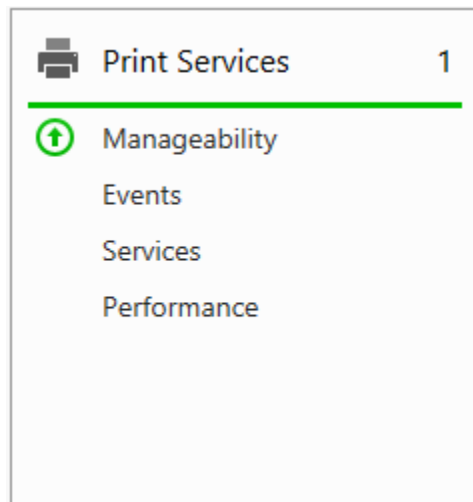 Print Services 1
Manageability
Events
Services
Performance